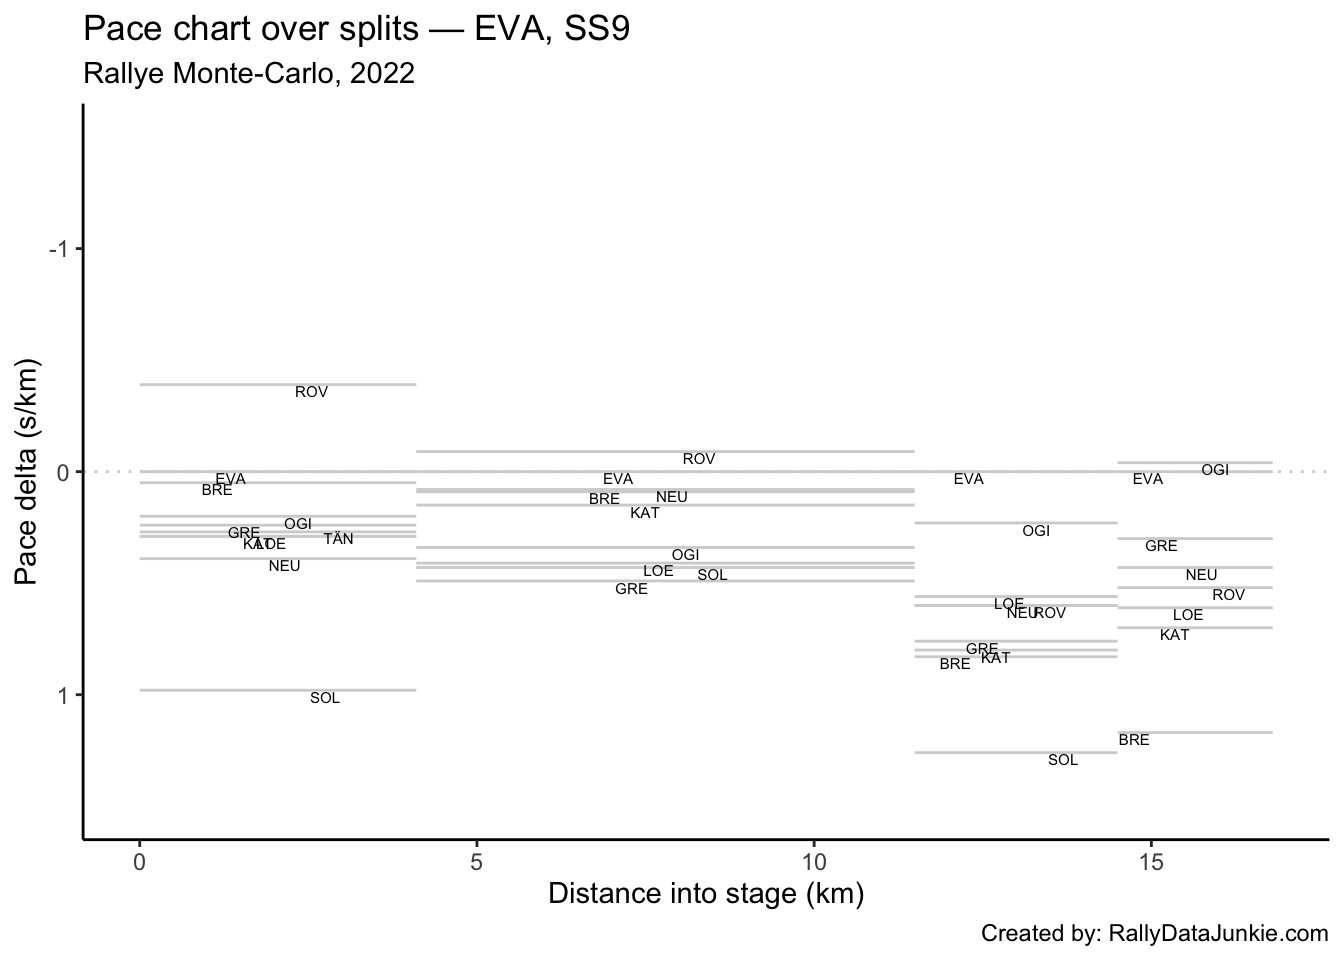 Pace chart over splits — EVA, SS9
Rallye Monte-Carlo, 2022
Pace delta (s/km)
-1
0
1
ROV
EVA
BRE
OGI
GRE
TÄN
KAT
LOE
NEU
SOL
ROV
EVA
NEU
BRE
KAT
OGI
LOE
SOL
GRE
EVA
OGI
LOE
NEU
ROV
GRE
KAT
BRE
SOL
OGI
EVA
GRE
NEU
ROV
LOE
KAT
BRE
0 5 10 15
Distance into stage (km)
Created by: RallyDataJunkie.com